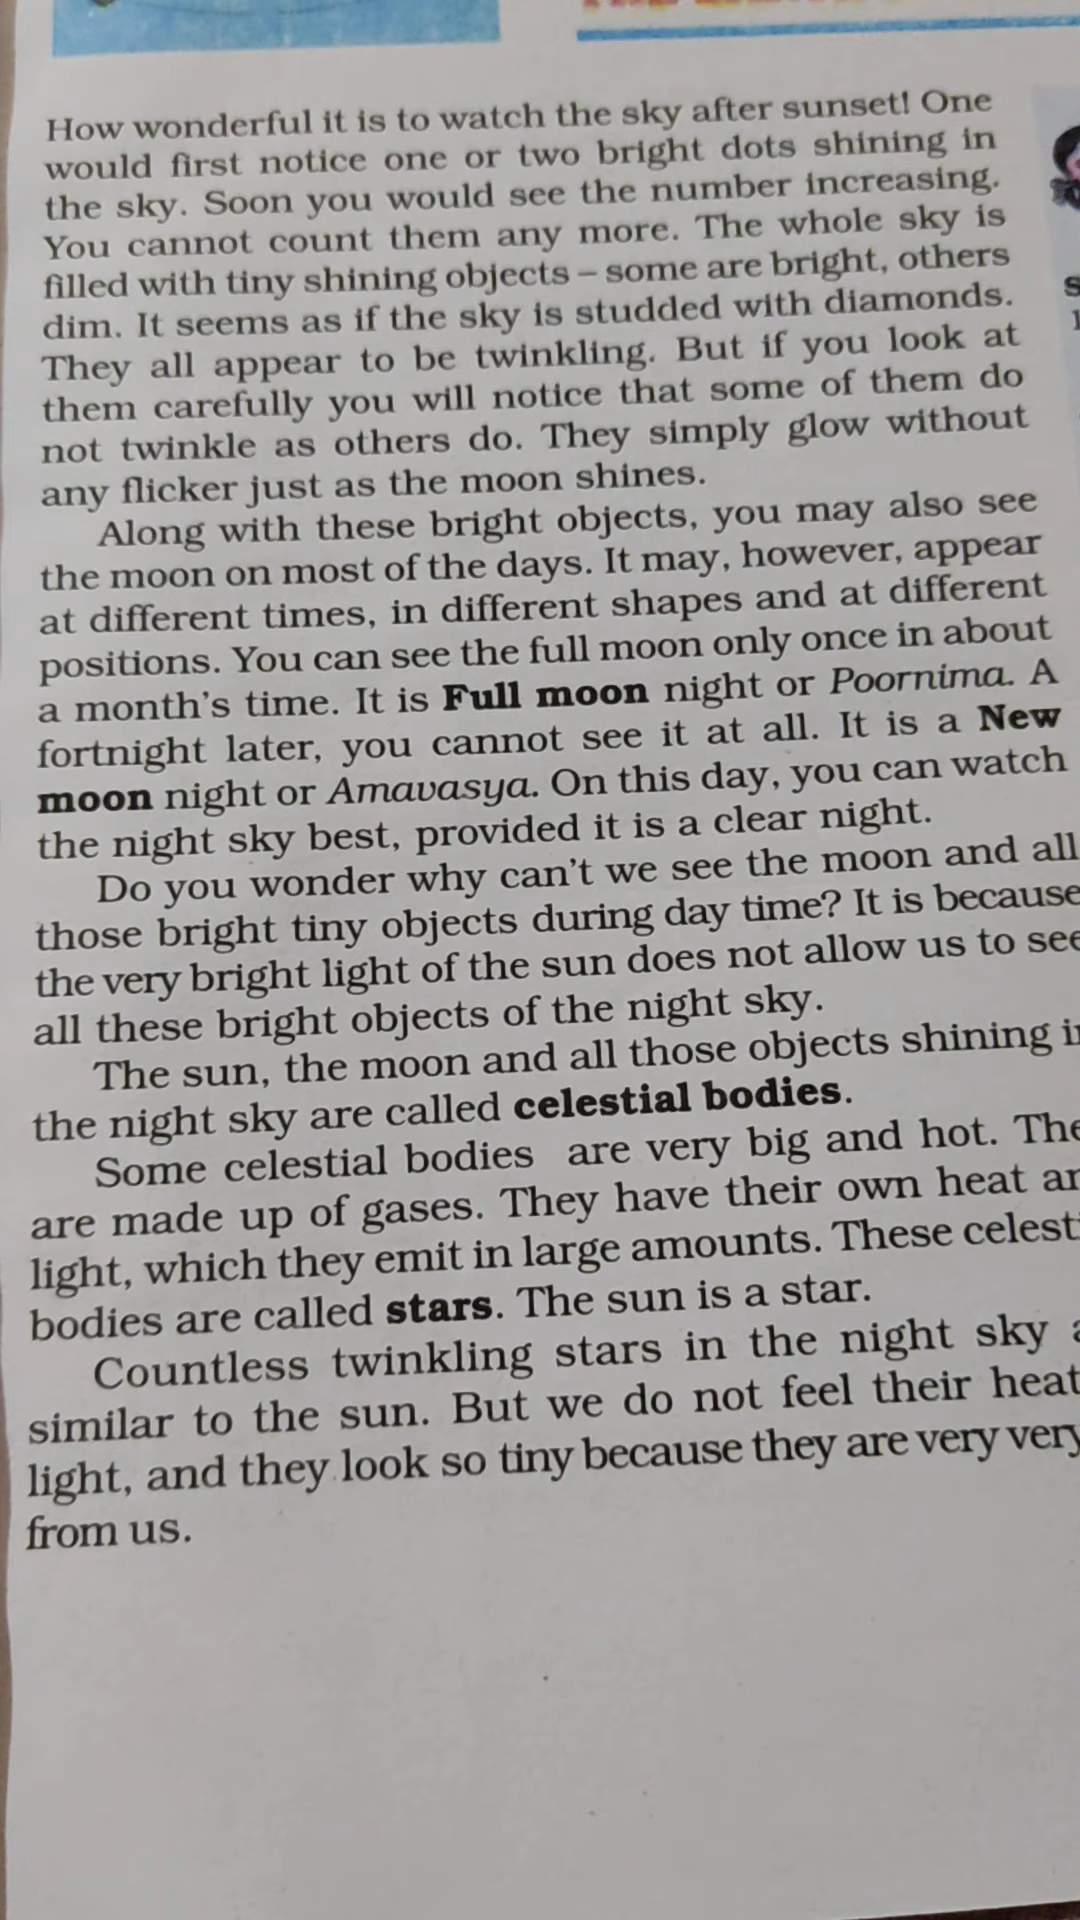 How wonderful it is to watch the sky after sunset! One
would first notice one or two bright dots shining in
the sky. Soon you would see the number increasing.
You cannot count them any more. The whole sky is
filled with tiny shining objects – some are bright, others
dim. It seems as if the sky is studded with diamonds.
They all appear to be twinkling. But if you look at
them carefully you will notice that some of them do
not twinkle as others do. They simply glow without
any flicker just as the moon shines.
Along with these bright objects, you may also see
the moon on most of the days. It may, however, appear
at different times, in different shapes and at different
positions. You can see the full moon only once in about
a month's time. It is Full moon night or Poornima. A
fortnight later, you cannot see it at all. It is a New
moon night or Amavasya. On this day, you can watch
the night sky best, provided it is a clear night.
Do you wonder why can't we see the moon and all
those bright tiny objects during day time? It is because
the very bright light of the sun does not allow us to see
all these bright objects of the night sky.
The sun, the moon and all those objects shining
the night sky are called celestial bodies.
Some celestial bodies are very big and hot.
are made up of gases. They have their own heat
light, which they emit in large amounts. These
bodies are called stars. The sun is a star.
Countless twinkling stars in the night sky
similar to the sun. But we do not feel their heat
light, and they look so tiny because they are very very
from us.